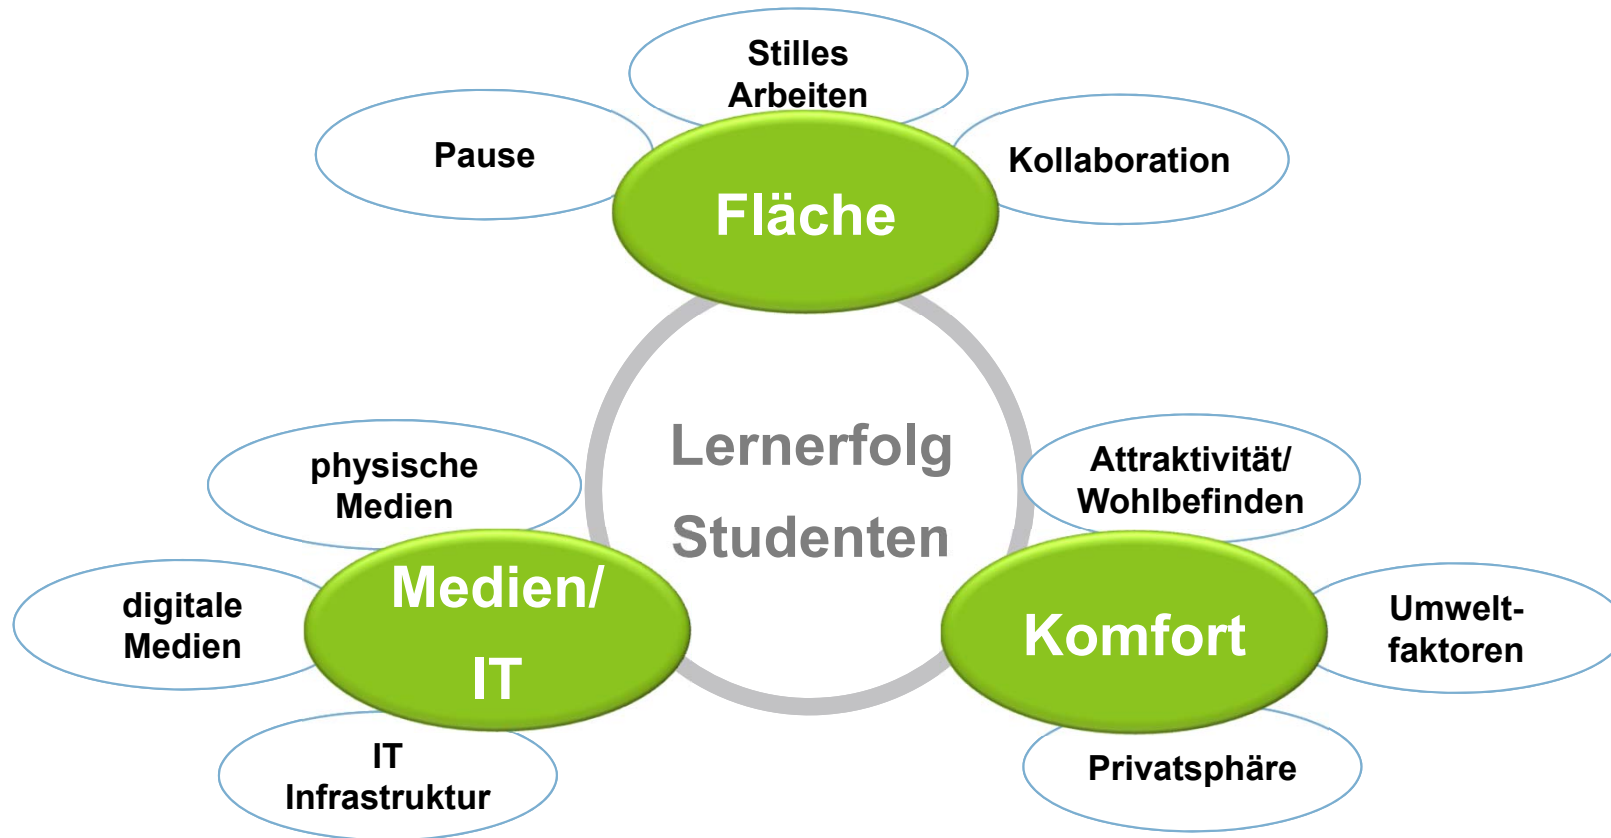 Stilles
Arbeiten
Pause
Kollaboration
Fläche
Lernerfolg
Studenten
physische
Medien
digitale
Medien
Medien/
IT
IT
Infrastruktur
Attraktivität/
Wohlbefinden
Komfort
Umwelt-
faktoren
Privatsphäre